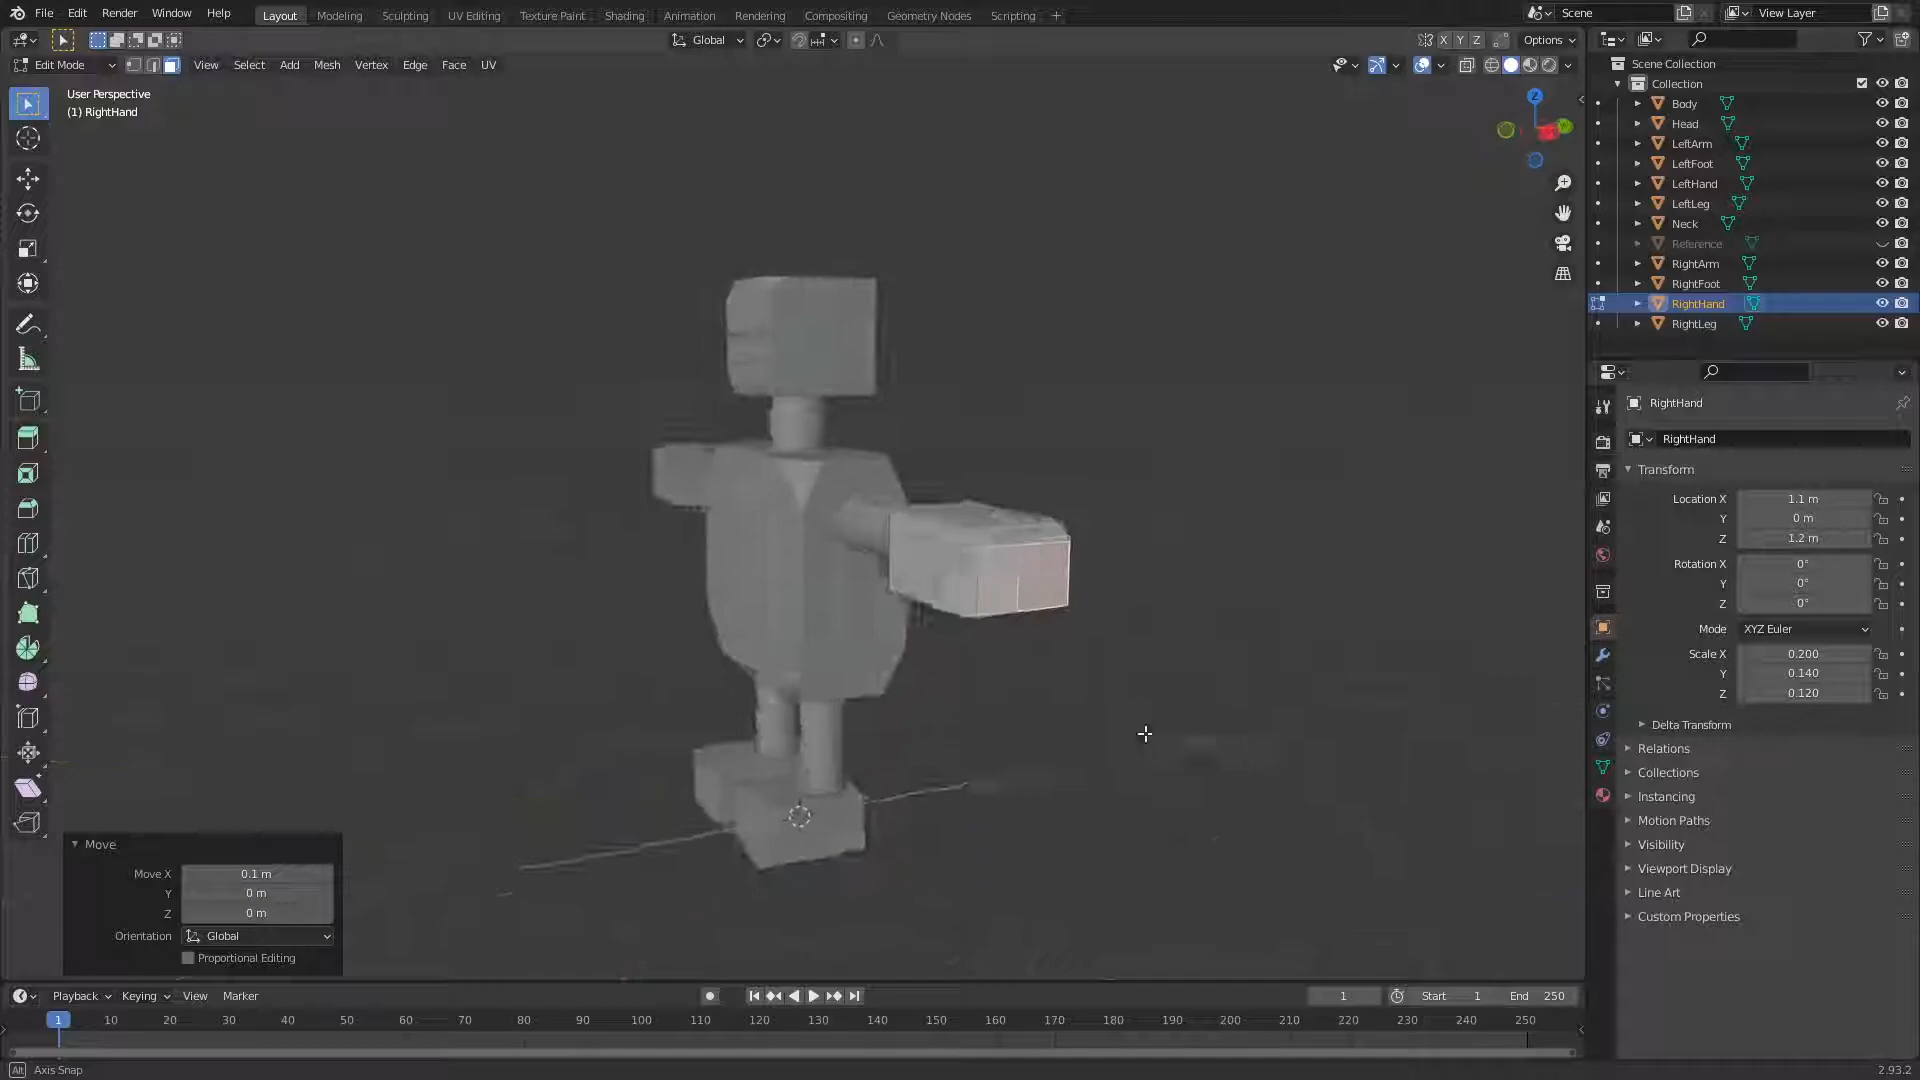 File Edit Render Window Help Layout Modeling Sculpting UV Editing Texture Paint Shading Animation Rendering Compositing Geometry Nodes Scripting + Scene View Layer
Global X Y Z Options
Edit Mode View Select Add Mesh Vertex Edge Face UV
User Perspective
(1) RightHand
Z
Scene Collection
Collection
Body
Head
LeftArm
LeftFoot
LeftHand
LeftLeg
Neck
Reference
RightArm
RightFoot
RightHand
RightLeg
RightHand
RightHand
Transform
Location X 1.1 m
Y 0 m
Z 1.2 m
Rotation X 0°
Y 0°
Z 0°
Mode XYZ Euler
Scale X 0.200
Y 0.140
Z 0.120
Delta Transform
Relations
Collections
Instancing
Motion Paths
Visibility
Viewport Display
Line Art
Custom Properties
Move
Move X 0.1 m
Y 0 m
Z 0 m
Orientation Global
Proportional Editing
Playback Keying View Marker 1 Start 1 End 250
1 10 20 30 40 50 60 70 80 90 100 110 120 130 140 150 160 170 180 190 200 210 220 230 240 250
Alt Axis Snap 2.93.2